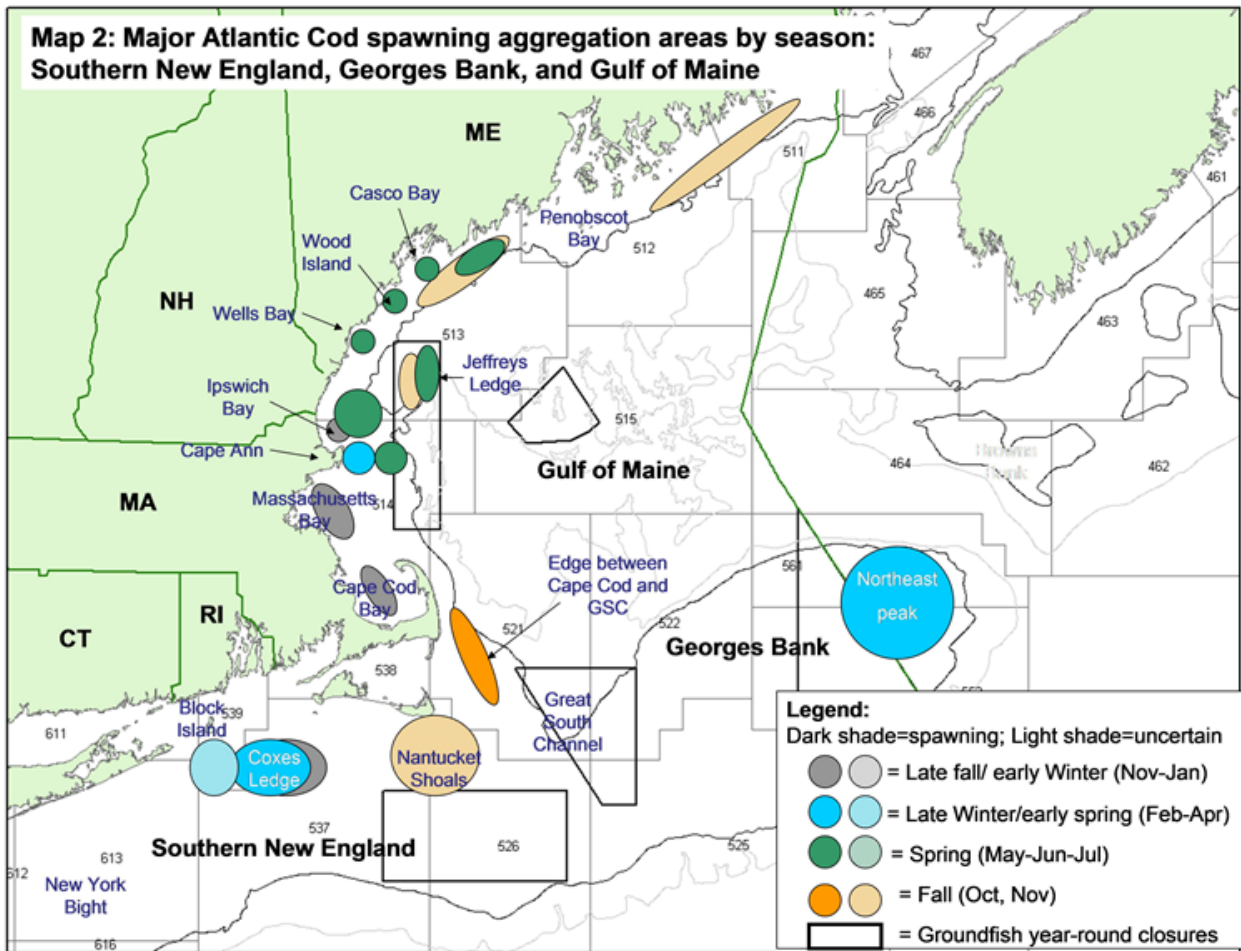 Map 2: Major Atlantic Cod spawning aggregation areas by season:
Southern New England, Georges Bank, and Gulf of Maine
467
466
ME
511
461
Casco Bay
Penobscot
Bay
512
Wood
Island
465
NH
463
Wells Bay
513
Jeffreys
Ledge
Ipswich
Bay
515
Cape Ann
Gulf of Maine
464
Browns
Bank
462
MA
Massachusetts
Bay
514
Edge between
Cape Cod and
GSC
561
Northeast
peak
Cape Cod
Bay
RI
CT
521
522
Georges Bank
538
Block
Island
539
611
Great
South
Channel
Coxes
Ledge
Nantucket
Shoals
537
Southern New England
526
525
613
612
New York
Bight
616
Legend:
Dark shade=spawning; Light shade=uncertain
= Late fall/ early Winter (Nov-Jan)
= Late Winter/early spring (Feb-Apr)
= Spring (May-Jun-Jul)
= Fall (Oct, Nov)
= Groundfish year-round closures